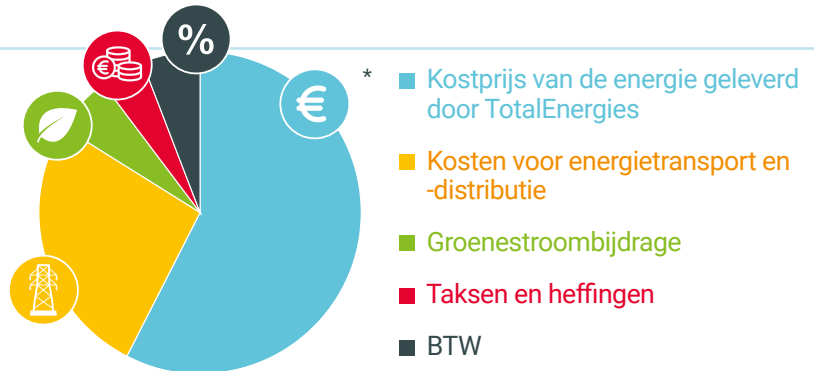 %
€
€
*
Kostprijs van de energie geleverd
door TotalEnergies
Kosten voor energietransport en
-distributie
Groenestroombijdrage
Taksen en heffingen
BTW